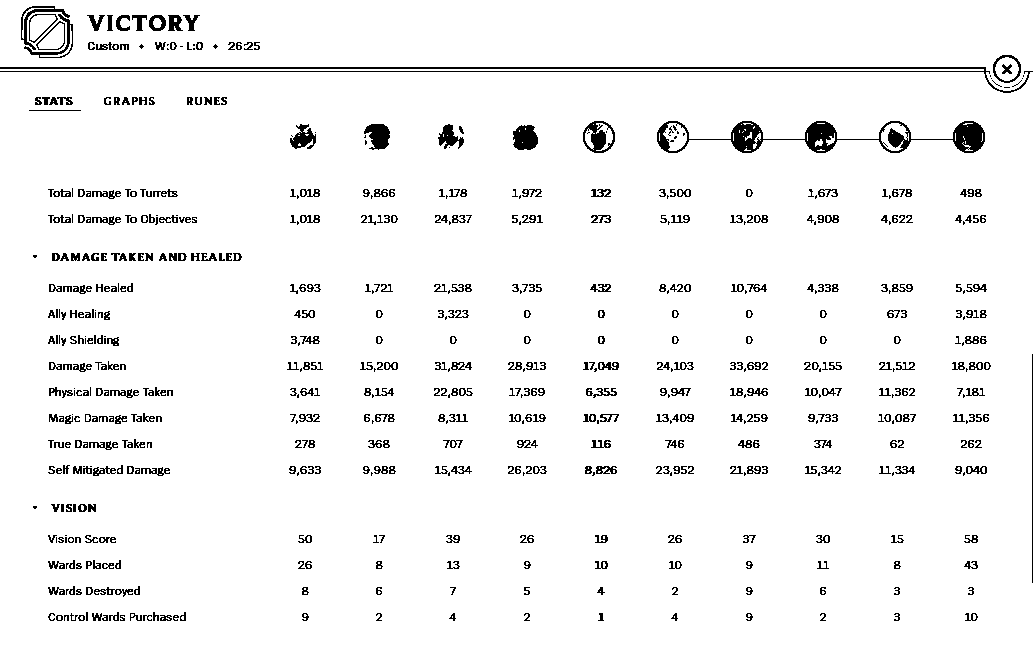 VICTORY
Custom • W:0 - L:0 • 26:25
STATS GRAPHS RUNES
Total Damage To Turrets 1,018 9,866 1,178 1,972 132 3,500 0 1,673 1,678 498
Total Damage To Objectives 1,018 21,130 24,837 5,291 273 5,119 13,208 4,908 4,622 4,456
DAMAGE TAKEN AND HEALED
Damage Healed 1,693 1,721 21,538 3,735 432 8,420 10,764 4,338 3,859 5,594
Ally Healing 450 0 3,323 0 0 0 0 0 673 3,918
Ally Shielding 3,748 0 0 0 0 0 0 0 0 1,886
Damage Taken 11,851 15,200 31,824 28,913 17,049 24,103 33,692 20,155 21,512 18,800
Physical Damage Taken 3,641 8,154 22,805 17,369 6,355 9,947 18,946 10,047 11,362 7,181
Magic Damage Taken 7,932 6,678 8,311 10,619 10,577 13,409 14,259 9,733 10,087 11,356
True Damage Taken 278 368 707 924 116 746 486 374 62 262
Self Mitigated Damage 9,633 9,988 15,434 26,203 8,826 23,952 21,893 15,342 11,334 9,040
VISION
Vision Score 50 17 39 26 19 26 37 30 15 58
Wards Placed 26 8 13 9 10 10 9 11 8 43
Wards Destroyed 8 6 7 5 4 2 9 6 3 3
Control Wards Purchased 9 2 4 2 1 4 9 2 3 10